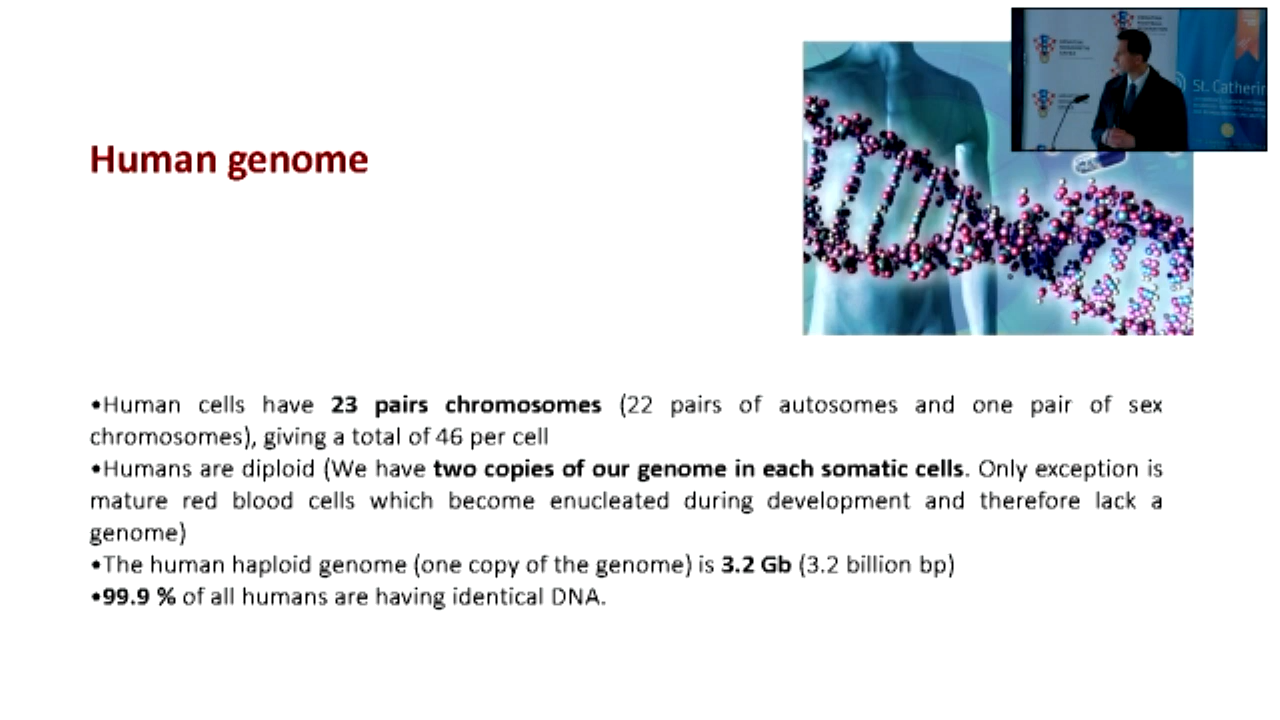 Human genome
St. Catherin
•Human cells have 23 pairs chromosomes (22 pairs of autosomes and one pair of sex
chromosomes), giving a total of 46 per cell
•Humans are diploid (We have two copies of our genome in each somatic cells. Only exception is
mature red blood cells which become enucleated during development and therefore lack a
genome)
•The human haploid genome (one copy of the genome) is 3.2 Gb (3.2 billion bp)
•99.9 % of all humans are having identical DNA.